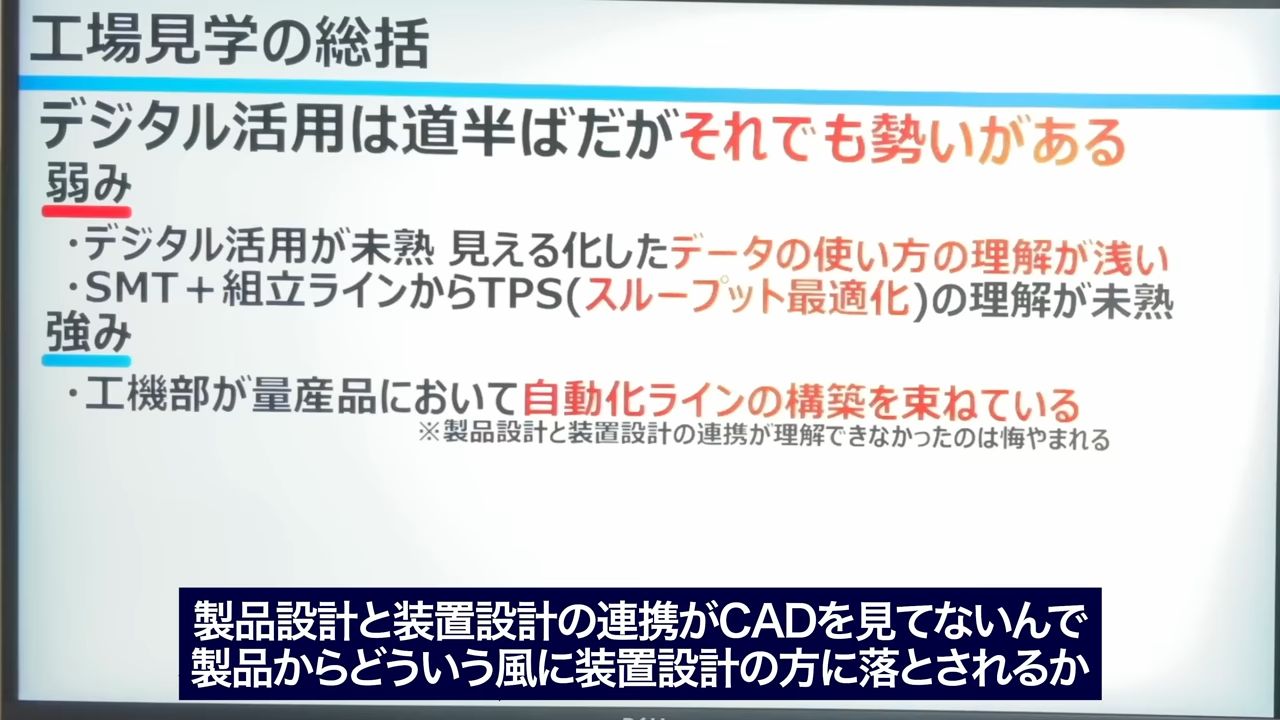 工場見学の総括
デジタル活用は道半ばだがそれでも勢いがある
弱み
・デジタル活用が未熟 見える化したデータの使い方の理解が浅い
・SMT＋組立ラインからTPS(スループット最適化)の理解が未熟
強み
・工機部が量産品において自動化ラインの構築を束ねている
※製品設計と装置設計の連携が理解できなかったのは悔やまれる
製品設計と装置設計の連携がCADを見てないんで
製品からどういう風に装置設計の方に落とされるか